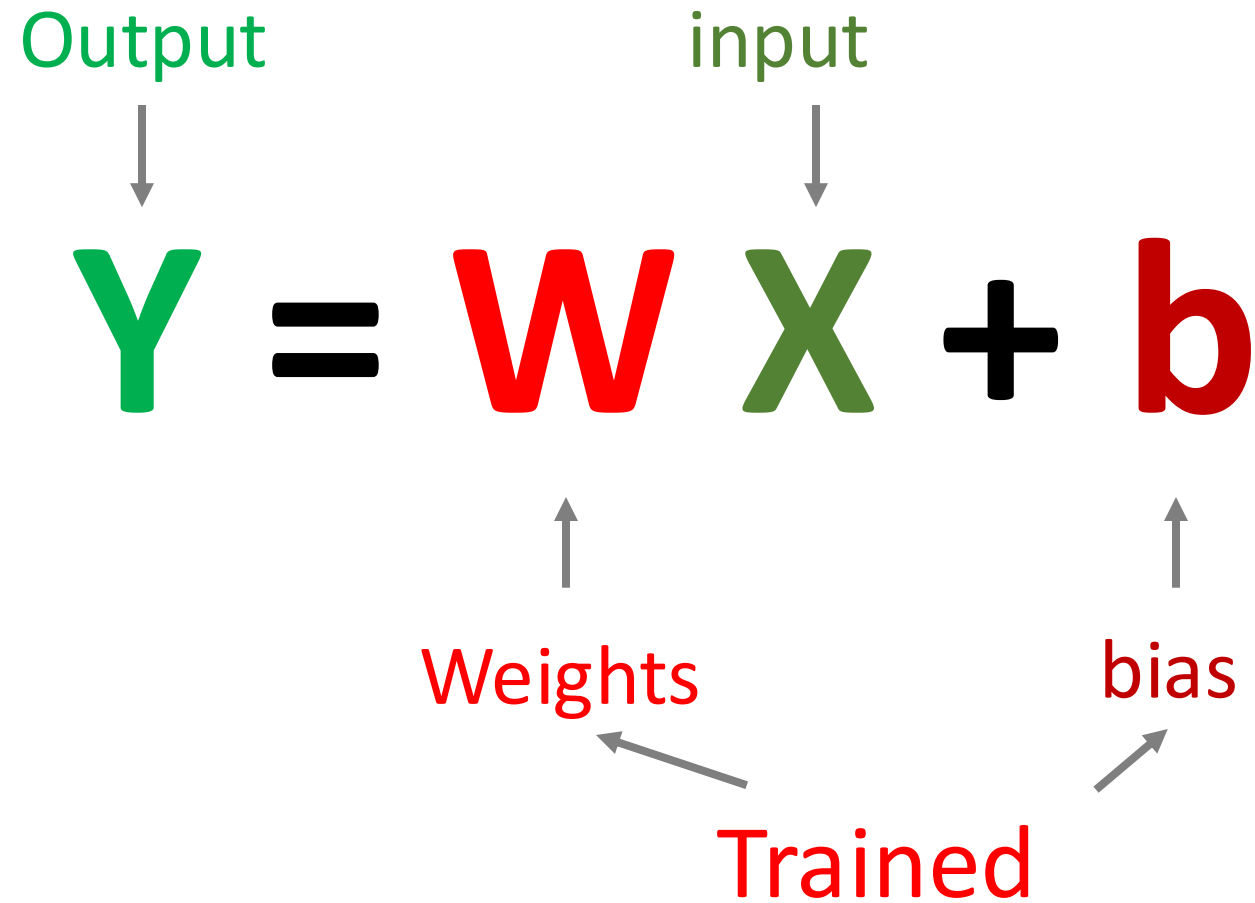 Output input
Y = W X + b
Weights bias
Trained